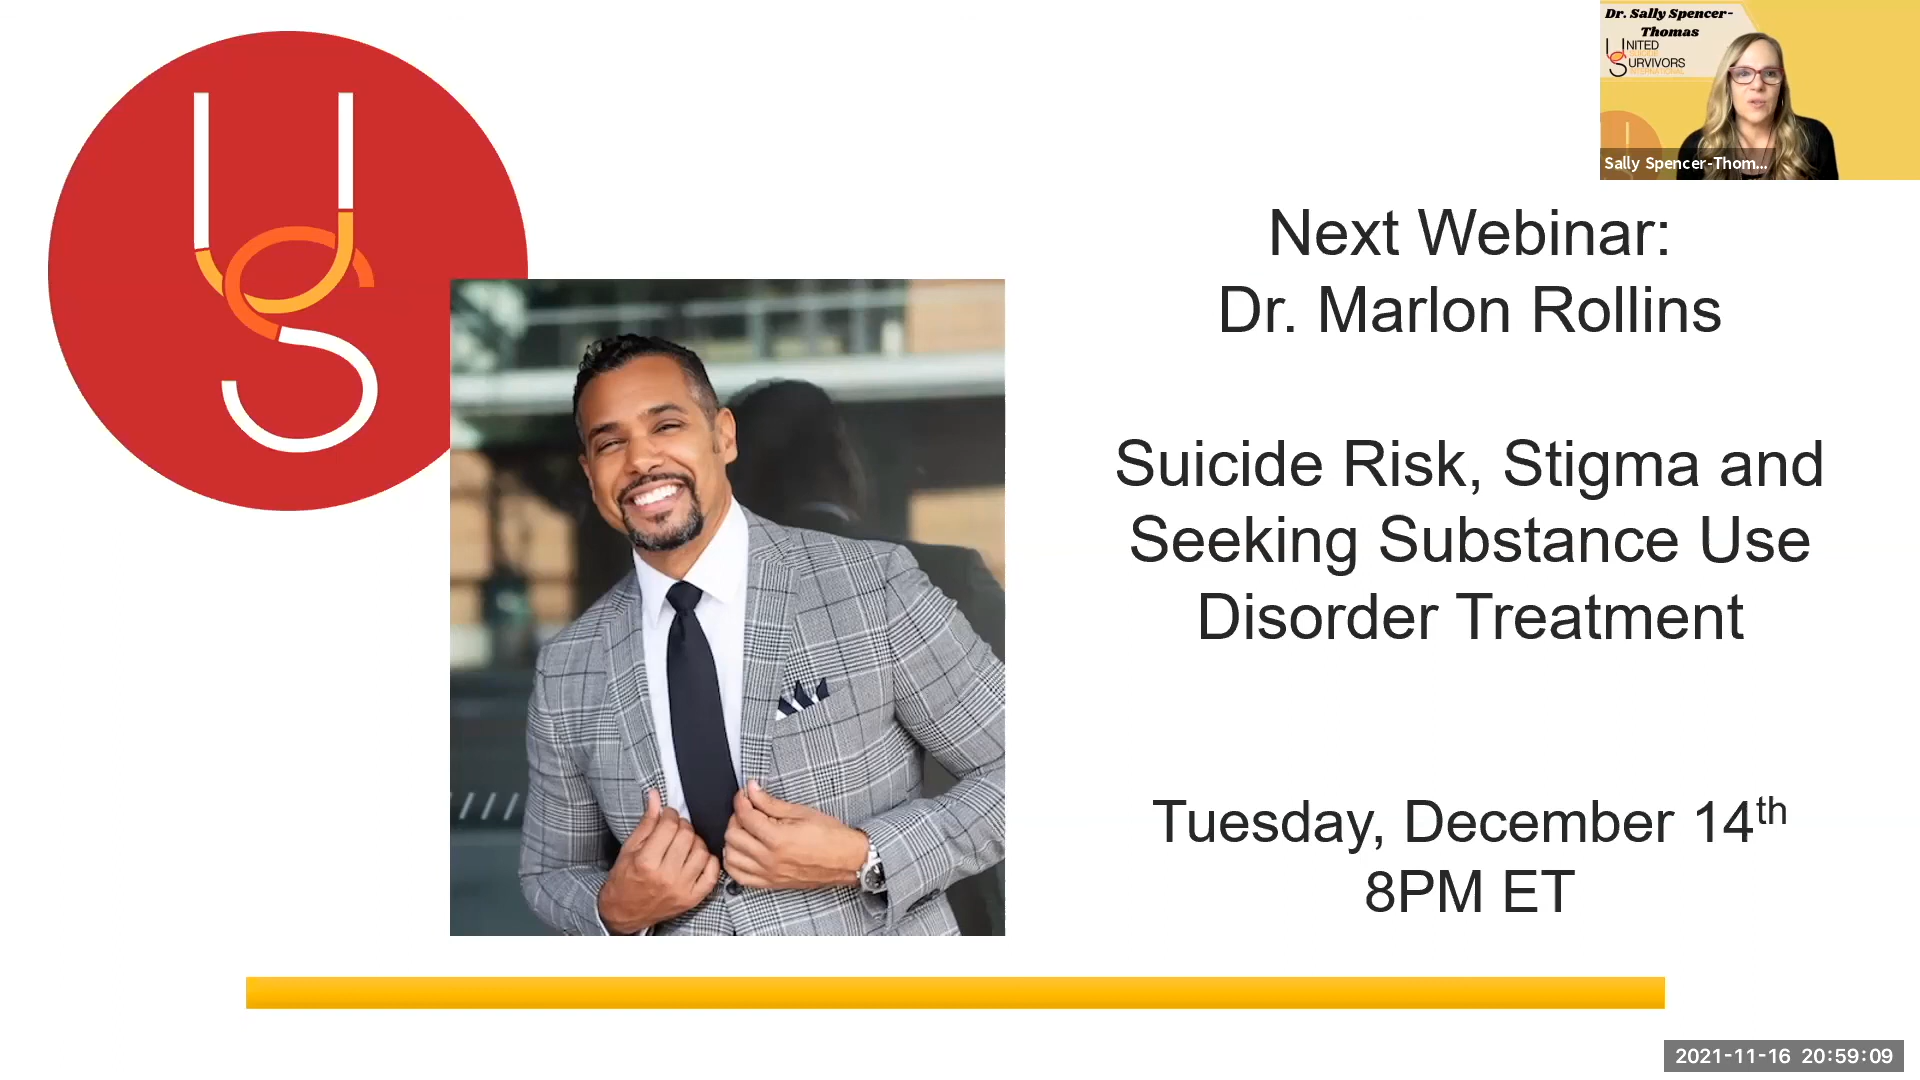 Dr. Sally Spencer-
Thomas
UNITED
SURVIVORS
Sally Spencer-Thom...
US
Next Webinar:
Dr. Marlon Rollins
Suicide Risk, Stigma and
Seeking Substance Use
Disorder Treatment
Tuesday, December 14th
8PM ET
2021-11-16 20:59:09